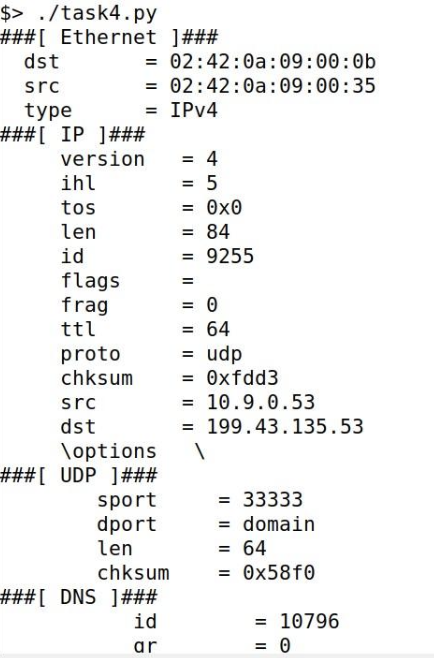 $> ./task4.py
###[ Ethernet ]###
  dst       = 02:42:0a:09:00:0b
  src       = 02:42:0a:09:00:35
  type      = IPv4
###[ IP ]###
     version   = 4
     ihl       = 5
     tos       = 0x0
     len       = 84
     id        = 9255
     flags     =
     frag      = 0
     ttl       = 64
     proto     = udp
     chksum    = 0xfdd3
     src       = 10.9.0.53
     dst       = 199.43.135.53
     \options   \
###[ UDP ]###
        sport     = 33333
        dport     = domain
        len       = 64
        chksum    = 0x58f0
###[ DNS ]###
           id        = 10796
           qr        = 0